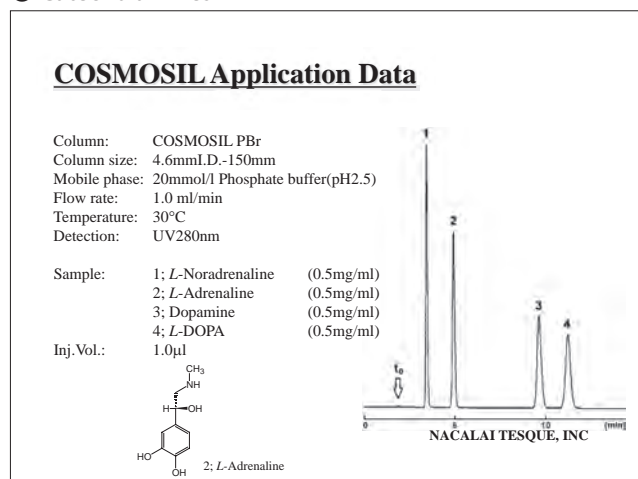 COSMOSIL Application Data
Column: COSMOSIL PBr
Column size: 4.6mmI.D.-150mm
Mobile phase: 20mmol/l Phosphate buffer(pH2.5)
Flow rate: 1.0 ml/min
Temperature: 30°C
Detection: UV280nm
Sample: 1; L-Noradrenaline (0.5mg/ml)
2; L-Adrenaline (0.5mg/ml)
3; Dopamine (0.5mg/ml)
4; L-DOPA (0.5mg/ml)
Inj.Vol.: 1.0µl
CH3
NH
H OH
HO
OH
2; L-Adrenaline
1
2
3
4
t0
0 5 10 (min)
NACALAI TESQUE, INC